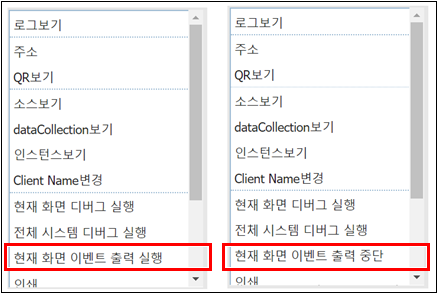 로그보기
주소
QR보기
소스보기
dataCollection보기
인스턴스보기
Client Name변경
현재 화면 디버그 실행
전체 시스템 디버그 실행
현재 화면 이벤트 출력 실행
인쇄
로그보기
주소
QR보기
소스보기
dataCollection보기
인스턴스보기
Client Name변경
현재 화면 디버그 실행
전체 시스템 디버그 실행
현재 화면 이벤트 출력 중단